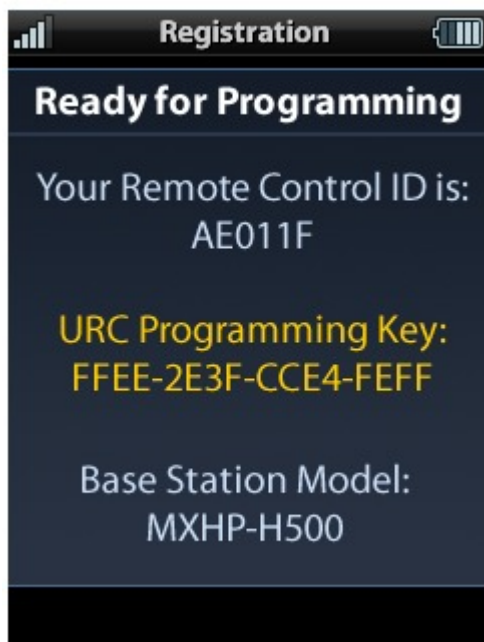 Registration
Ready for Programming
Your Remote Control ID is:
AE011F
URC Programming Key:
FFEE-2E3F-CCE4-FEFF
Base Station Model:
MXHP-H500